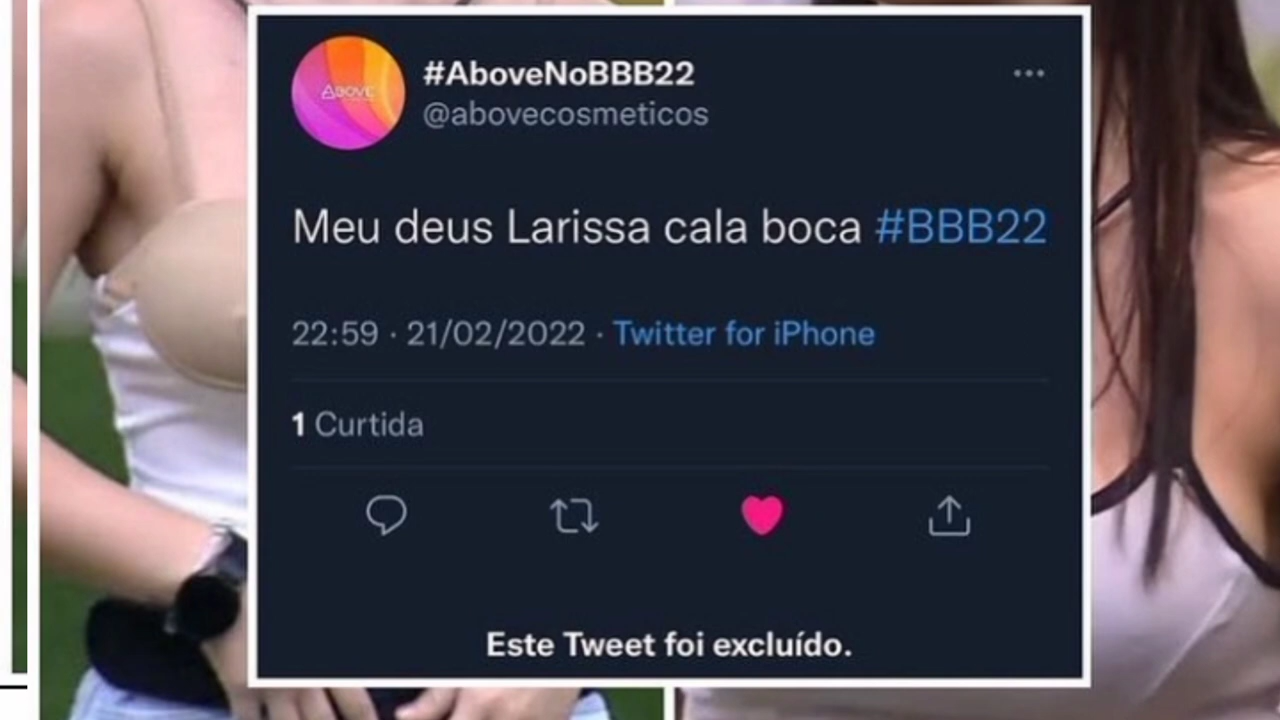 #AboveNoBBB22
ABOVE
@abovecosmeticos
Meu deus Larissa cala boca #BBB22
22:59 · 21/02/2022 · Twitter for iPhone
1 Curtida
Este Tweet foi excluído.